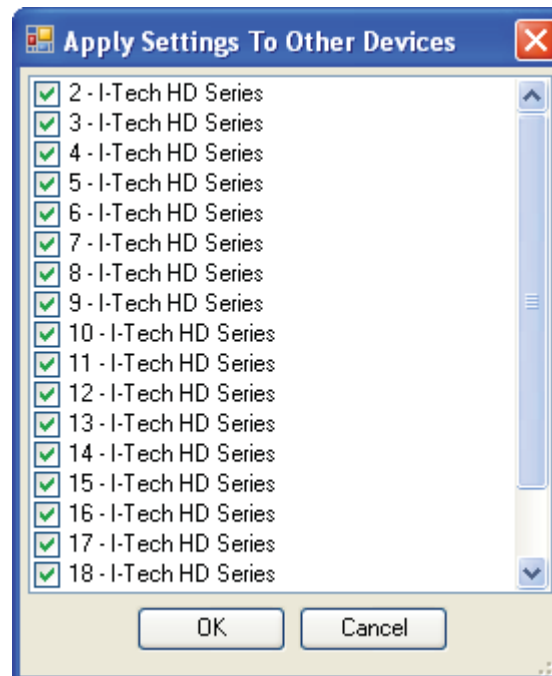 Apply Settings To Other Devices
2 - I-Tech HD Series
3 - I-Tech HD Series
4 - I-Tech HD Series
5 - I-Tech HD Series
6 - I-Tech HD Series
7 - I-Tech HD Series
8 - I-Tech HD Series
9 - I-Tech HD Series
10 - I-Tech HD Series
11 - I-Tech HD Series
12 - I-Tech HD Series
13 - I-Tech HD Series
14 - I-Tech HD Series
15 - I-Tech HD Series
16 - I-Tech HD Series
17 - I-Tech HD Series
18 - I-Tech HD Series
OK Cancel